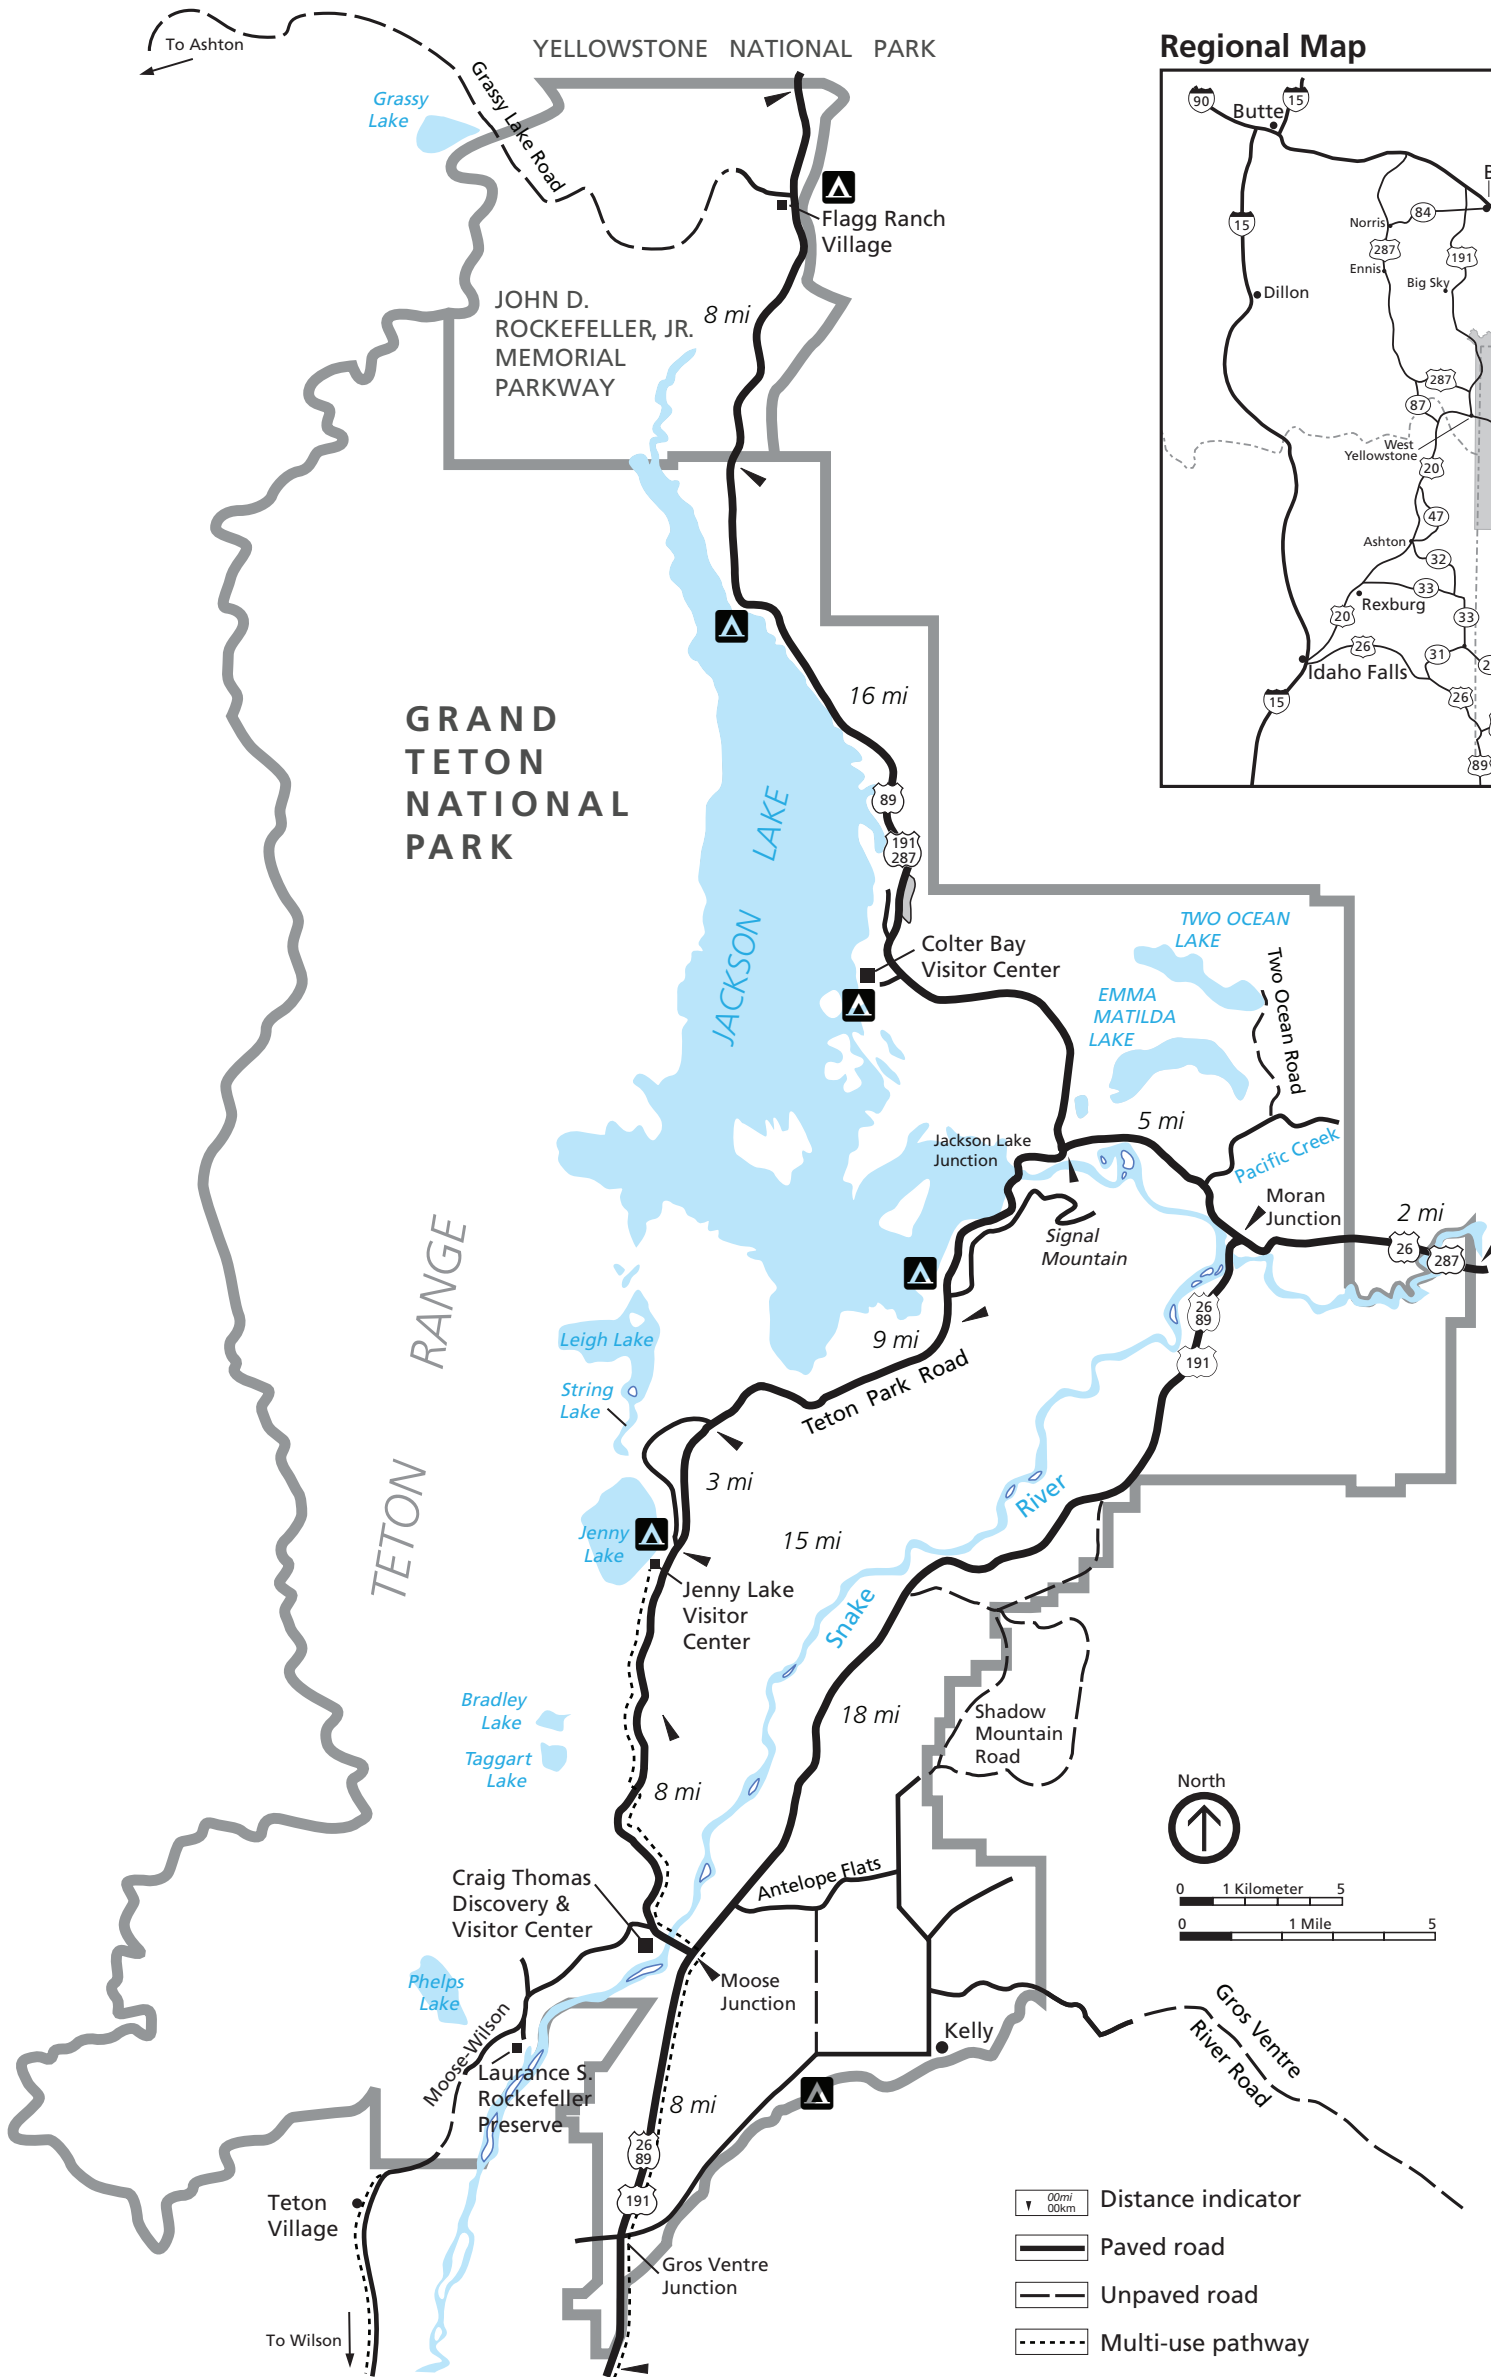 To Ashton
YELLOWSTONE NATIONAL PARK
Grassy
Lake
Grassy Lake Road
Flagg Ranch
Village
JOHN D.
ROCKEFELLER, JR.
MEMORIAL
PARKWAY
8 mi
Regional Map
90
15
Butte
15
Norris
84
287
191
Ennis
Big Sky
Dillon
287
87
West
Yellowstone
20
47
Ashton
32
33
Rexburg
20
33
26
31
Idaho Falls
15
26
89
GRAND
TETON
NATIONAL
PARK
16 mi
89
191
287
JACKSON LAKE
Colter Bay
Visitor Center
TWO OCEAN
LAKE
Two Ocean Road
EMMA
MATILDA
LAKE
5 mi
Jackson Lake
Junction
Pacific Creek
Moran
Junction
2 mi
26
287
Signal
Mountain
26
89
191
TETON RANGE
Leigh Lake
String
Lake
9 mi
Teton Park Road
3 mi
Jenny
Lake
15 mi
Jenny Lake
Visitor
Center
Snake River
Bradley
Lake
Taggart
Lake
18 mi
Shadow
Mountain
Road
8 mi
North
0 1 Kilometer 5
0 1 Mile 5
Craig Thomas
Discovery &
Visitor Center
Antelope Flats
Phelps
Lake
Moose
Junction
Moose-Wilson
Kelly
Gros Ventre
River Road
Laurance S.
Rockefeller
Preserve
8 mi
26
89
191
Teton
Village
Gros Ventre
Junction
To Wilson
00mi
00km
Distance indicator
Paved road
Unpaved road
Multi-use pathway